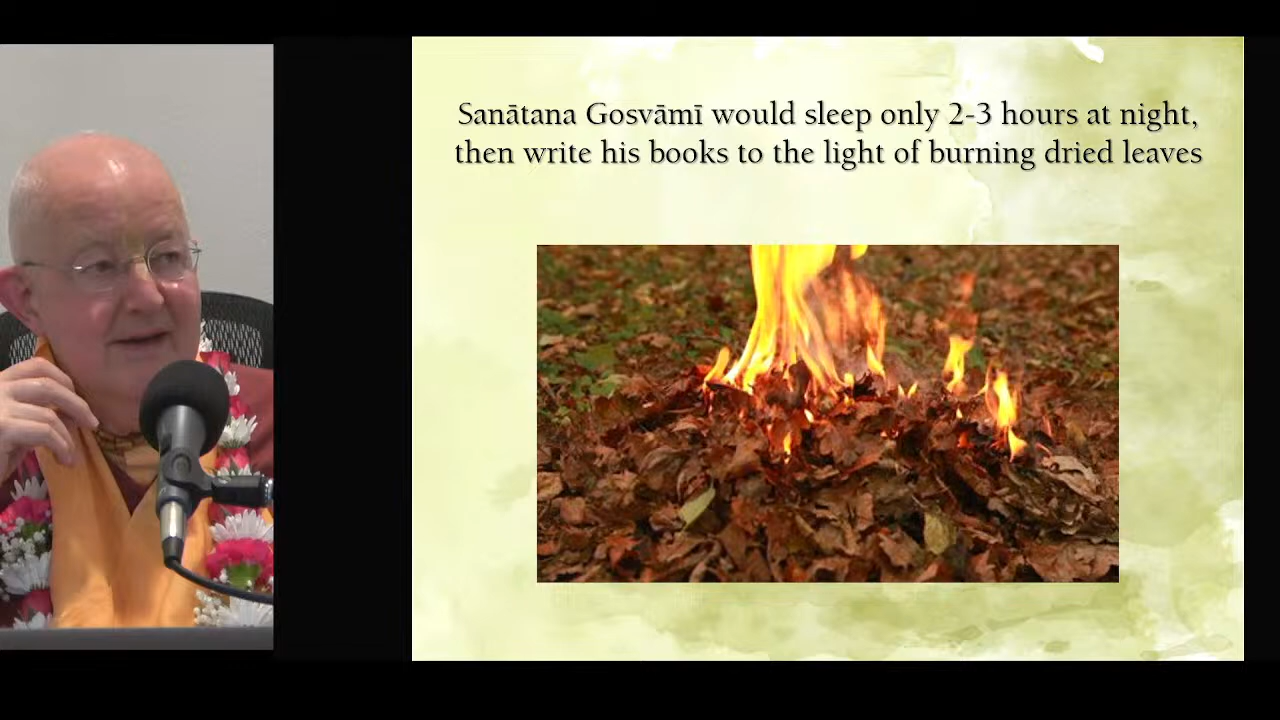 Sanātana Gosvāmī would sleep only 2-3 hours at night,
then write his books to the light of burning dried leaves